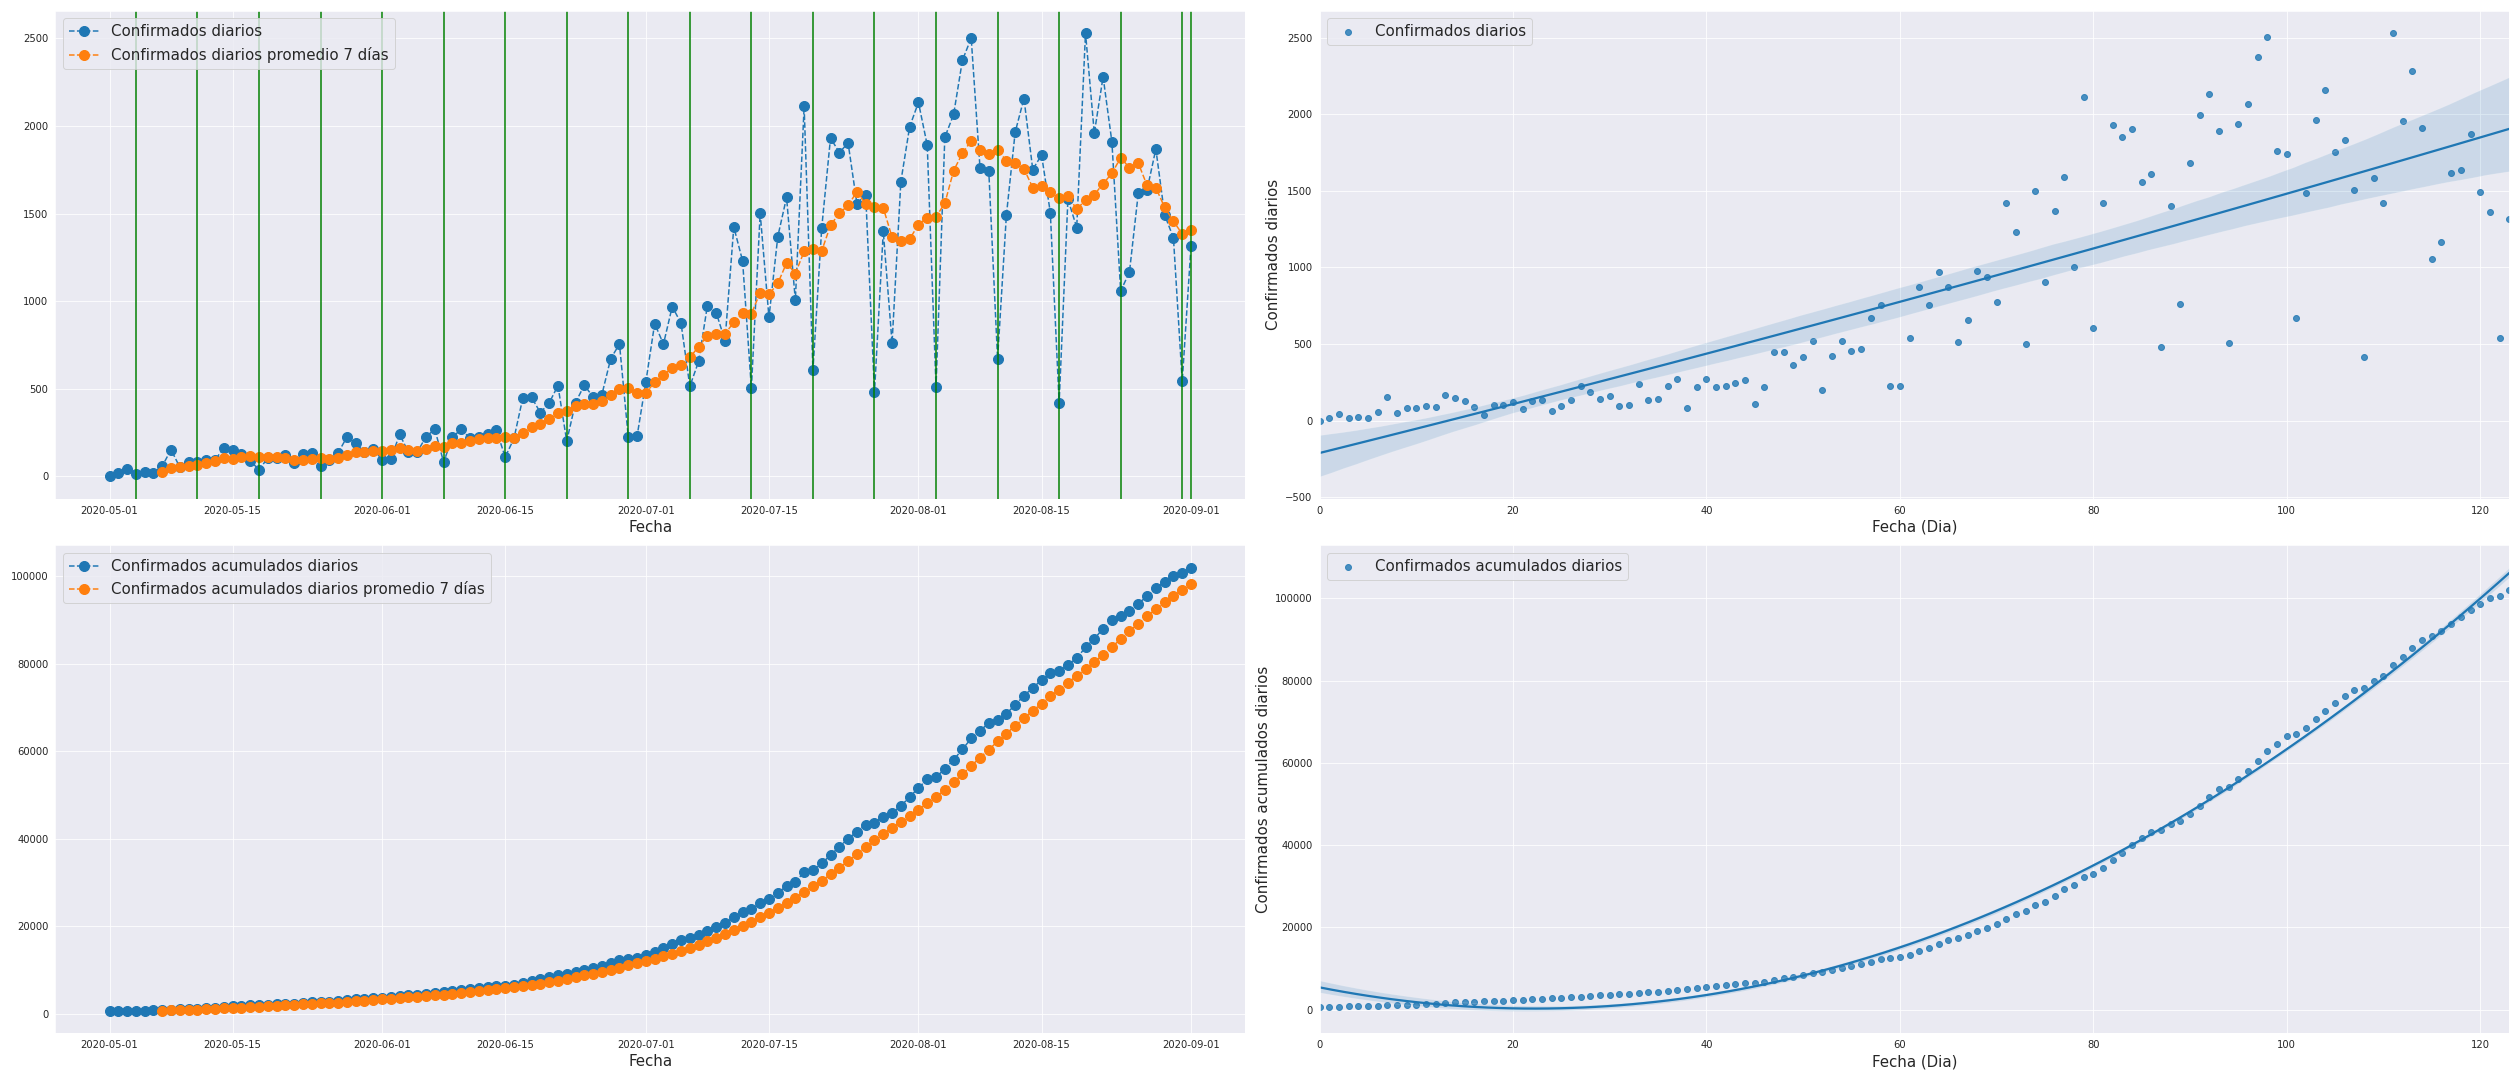 Confirmados diarios
Confirmados diarios promedio 7 días
2500
2000
1500
1000
500
0
2020-05-01 2020-05-15 2020-06-01 2020-06-15 2020-07-01 2020-07-15 2020-08-01 2020-08-15 2020-09-01
Fecha
Confirmados diarios
Confirmados diarios
2500
2000
1500
1000
500
0
−500
0 20 40 60 80 100 120
Fecha (Dia)
Confirmados acumulados diarios
Confirmados acumulados diarios promedio 7 días
100000
80000
60000
40000
20000
0
2020-05-01 2020-05-15 2020-06-01 2020-06-15 2020-07-01 2020-07-15 2020-08-01 2020-08-15 2020-09-01
Fecha
Confirmados acumulados diarios
Confirmados acumulados diarios
100000
80000
60000
40000
20000
0
0 20 40 60 80 100 120
Fecha (Dia)